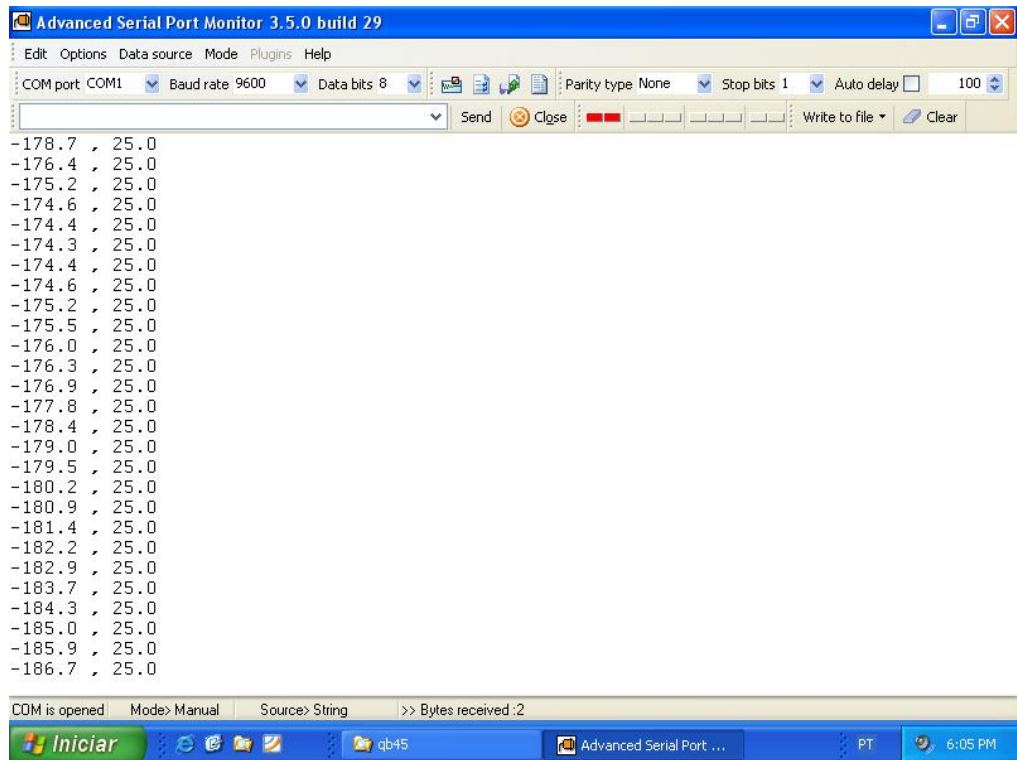 Advanced Serial Port Monitor 3.5.0 build 29
Edit Options Data source Mode Plugins Help
COM port COM1 Baud rate 9600 Data bits 8 Parity type None Stop bits 1 Auto delay 100
Send Close Write to file Clear
-178.7 , 25.0
-176.4 , 25.0
-175.2 , 25.0
-174.6 , 25.0
-174.4 , 25.0
-174.3 , 25.0
-174.4 , 25.0
-174.6 , 25.0
-175.2 , 25.0
-175.5 , 25.0
-176.0 , 25.0
-176.3 , 25.0
-176.9 , 25.0
-177.8 , 25.0
-178.4 , 25.0
-179.0 , 25.0
-179.5 , 25.0
-180.2 , 25.0
-180.9 , 25.0
-181.4 , 25.0
-182.2 , 25.0
-182.9 , 25.0
-183.7 , 25.0
-184.3 , 25.0
-185.0 , 25.0
-185.9 , 25.0
-186.7 , 25.0
COM is opened Mode> Manual Source> String >> Bytes received :2
Iniciar qb45 Advanced Serial Port ... PT 6:05 PM